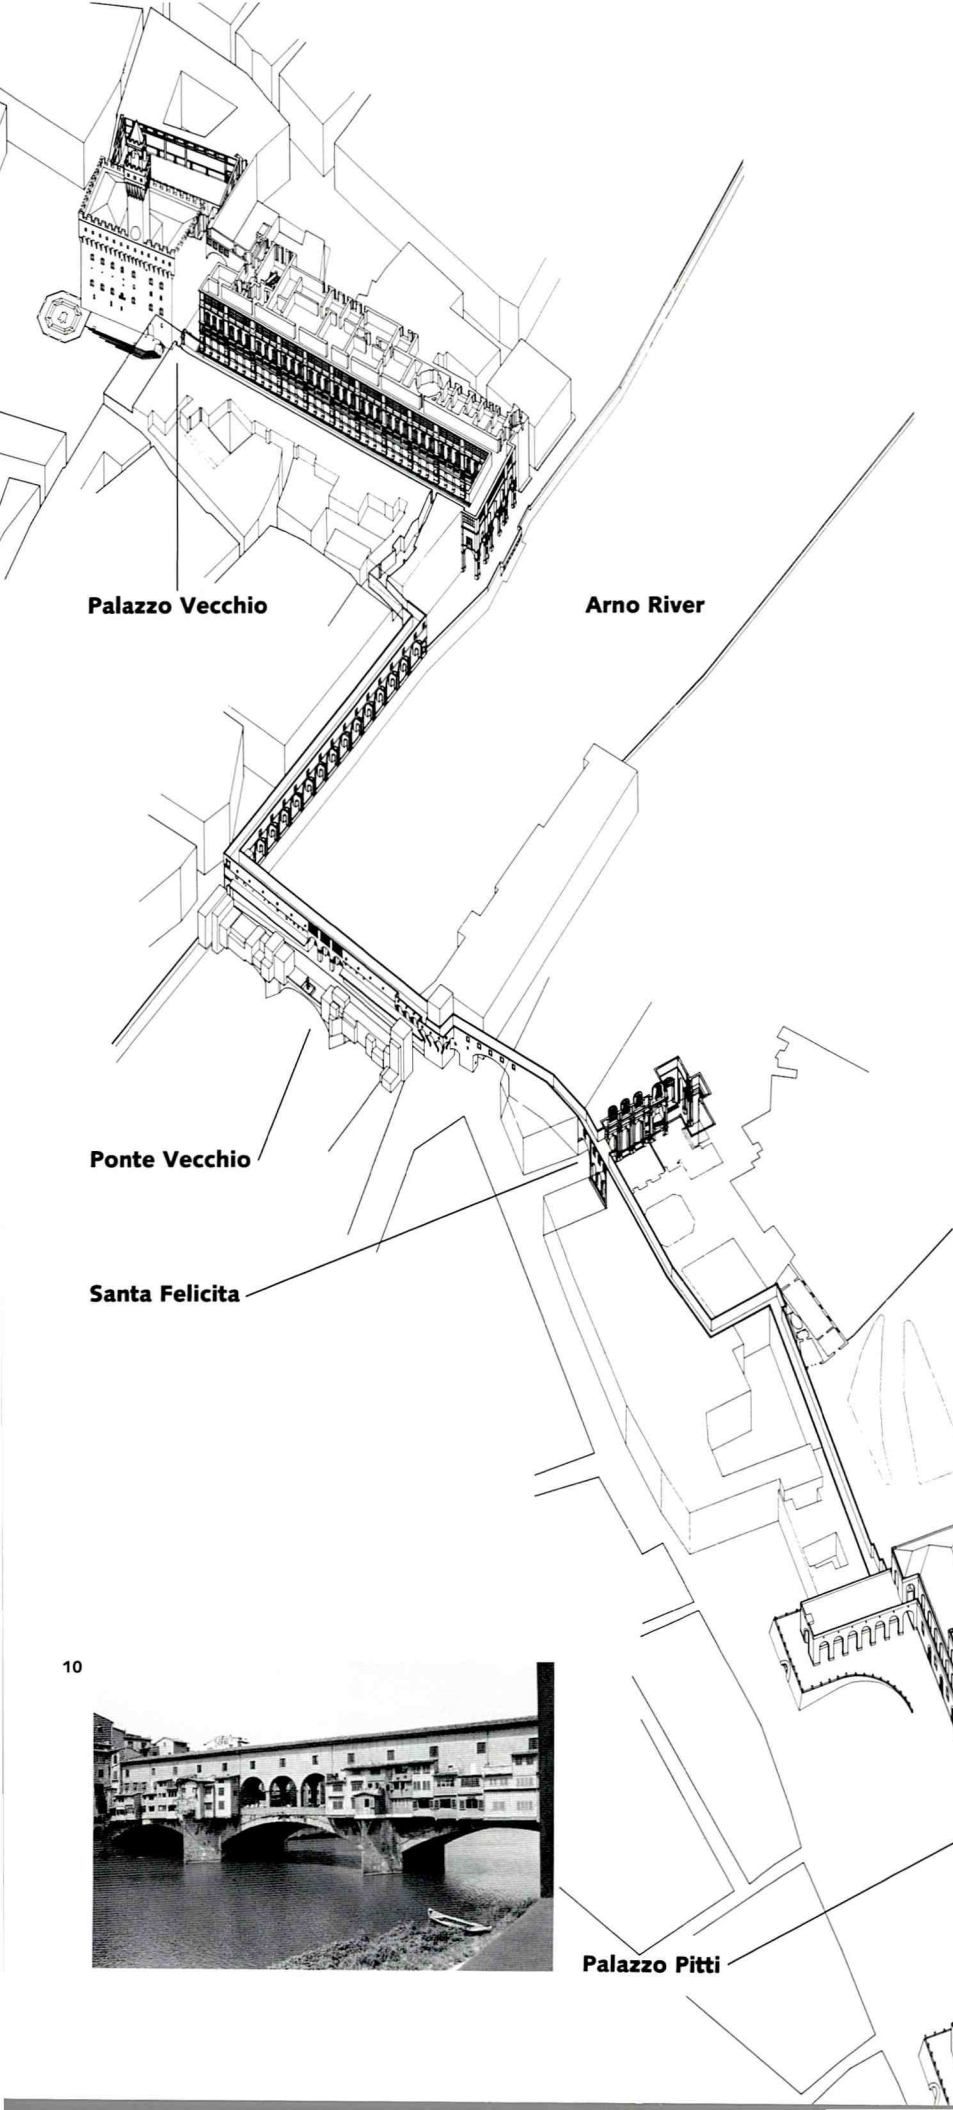 Palazzo Vecchio
Arno River
Ponte Vecchio
Santa Felicita
10
Palazzo Pitti